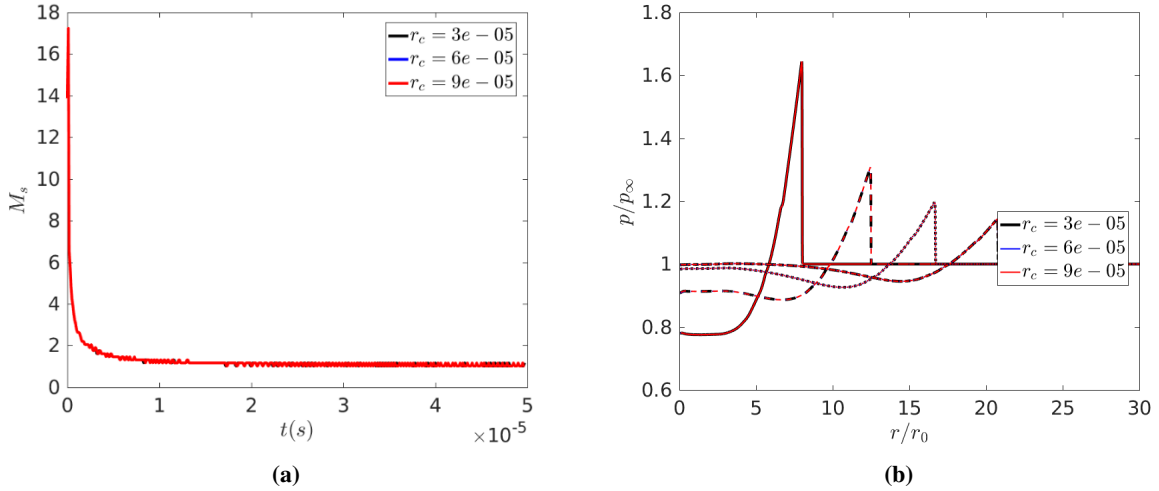 18
16
14
12
10
8
6
4
2
0
M_s
0 1 2 3 4 5
t(s)
×10^-5
r_c = 3e − 05
r_c = 6e − 05
r_c = 9e − 05
(a)
1.8
1.6
1.4
1.2
1
0.8
0.6
p/p_∞
0 5 10 15 20 25 30
r/r_0
r_c = 3e − 05
r_c = 6e − 05
r_c = 9e − 05
(b)